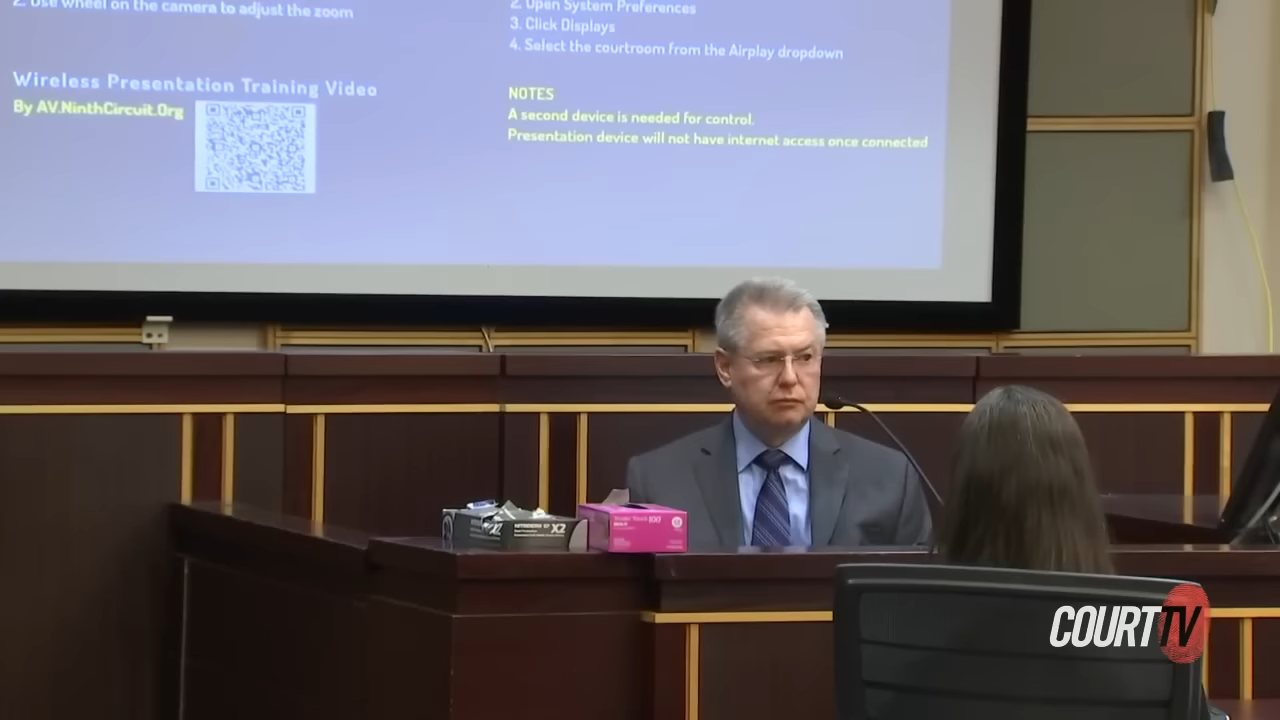 2. Use wheel on the camera to adjust the zoom
Wireless Presentation Training Video
By AV.NinthCircuit.Org
2. Open System Preferences
3. Click Displays
4. Select the courtroom from the Airplay dropdown
NOTES
A second device is needed for control.
Presentation device will not have internet access once connected
X2
100
COURT TV